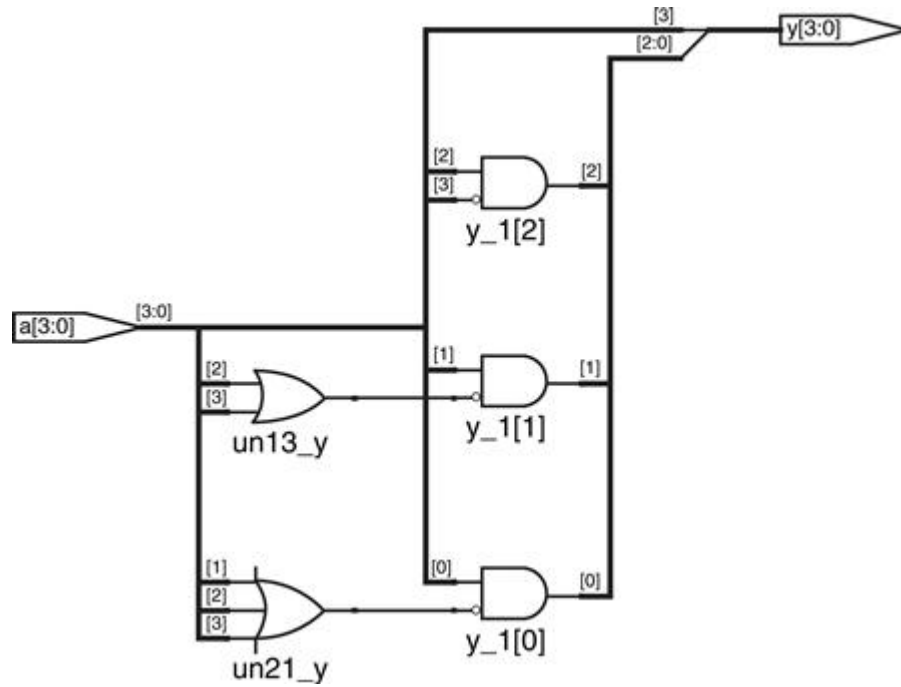 [3]
y[3:0]
[2:0]
[2]
[3]
[2]
y_1[2]
[3:0]
a[3:0]
[2]
[3]
un13_y
[1]
[1]
y_1[1]
[1]
[2]
[3]
un21_y
[0]
[0]
y_1[0]